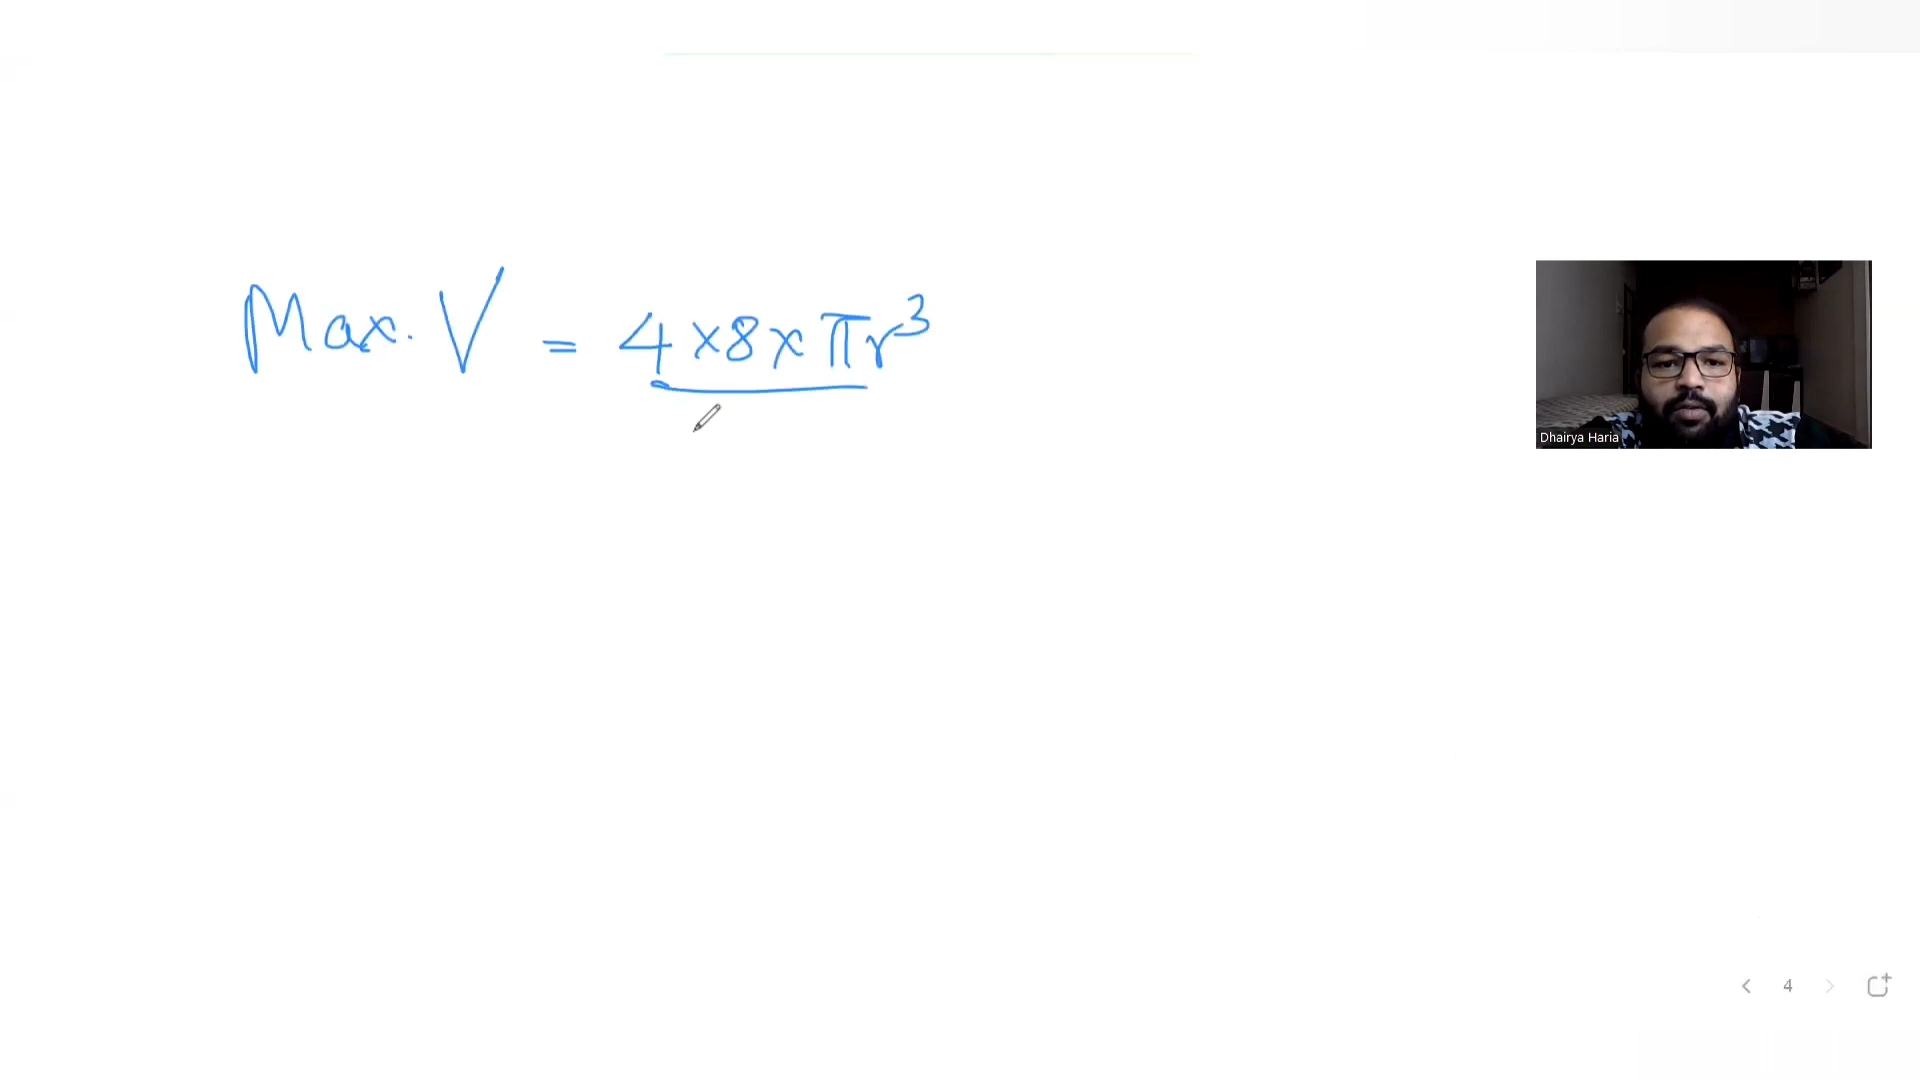 Max. V = 4 x 8 x πr³
Dhairya Haria
4